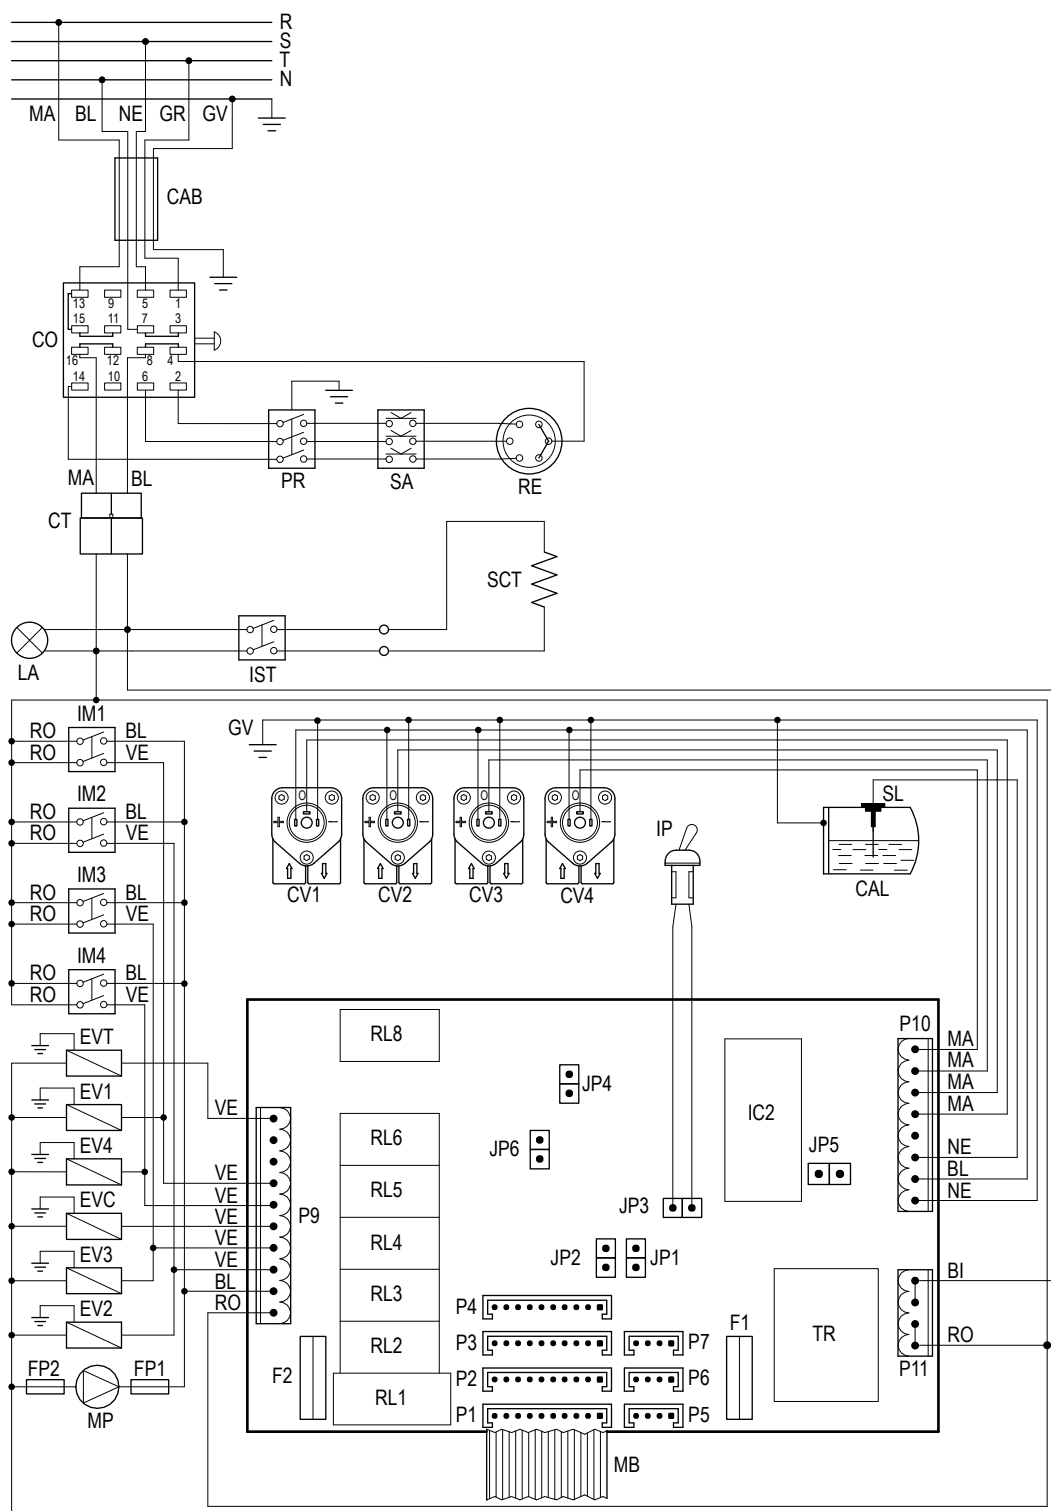 R
S
T
N
MA BL NE GR GV
CAB
13 9 5 1
15 11 7 3
CO
16 12 8 4
14 10 6 2
PR SA RE
MA BL
CT
SCT
LA IST
IM1
RO BL
RO VE
GV
IM2
RO BL
RO VE
IM3
RO BL
RO VE
IM4
RO BL
RO VE
0 0 0 0
+ − + − + − + −
CV1 CV2 CV3 CV4
IP
SL
CAL
EVT
EV1
EV4
EVC
EV3
EV2
FP2 FP1
MP
VE
VE
VE
VE
VE
VE
BL
RO
P9
RL8
RL6
RL5
RL4
RL3
RL2
RL1
F2
JP4
JP6
JP3
JP2 JP1
IC2
JP5
P10
MA
MA
MA
MA
NE
BL
NE
P4
P3 P7
P2 P6
P1 P5
F1
TR
BI
RO
P11
MB